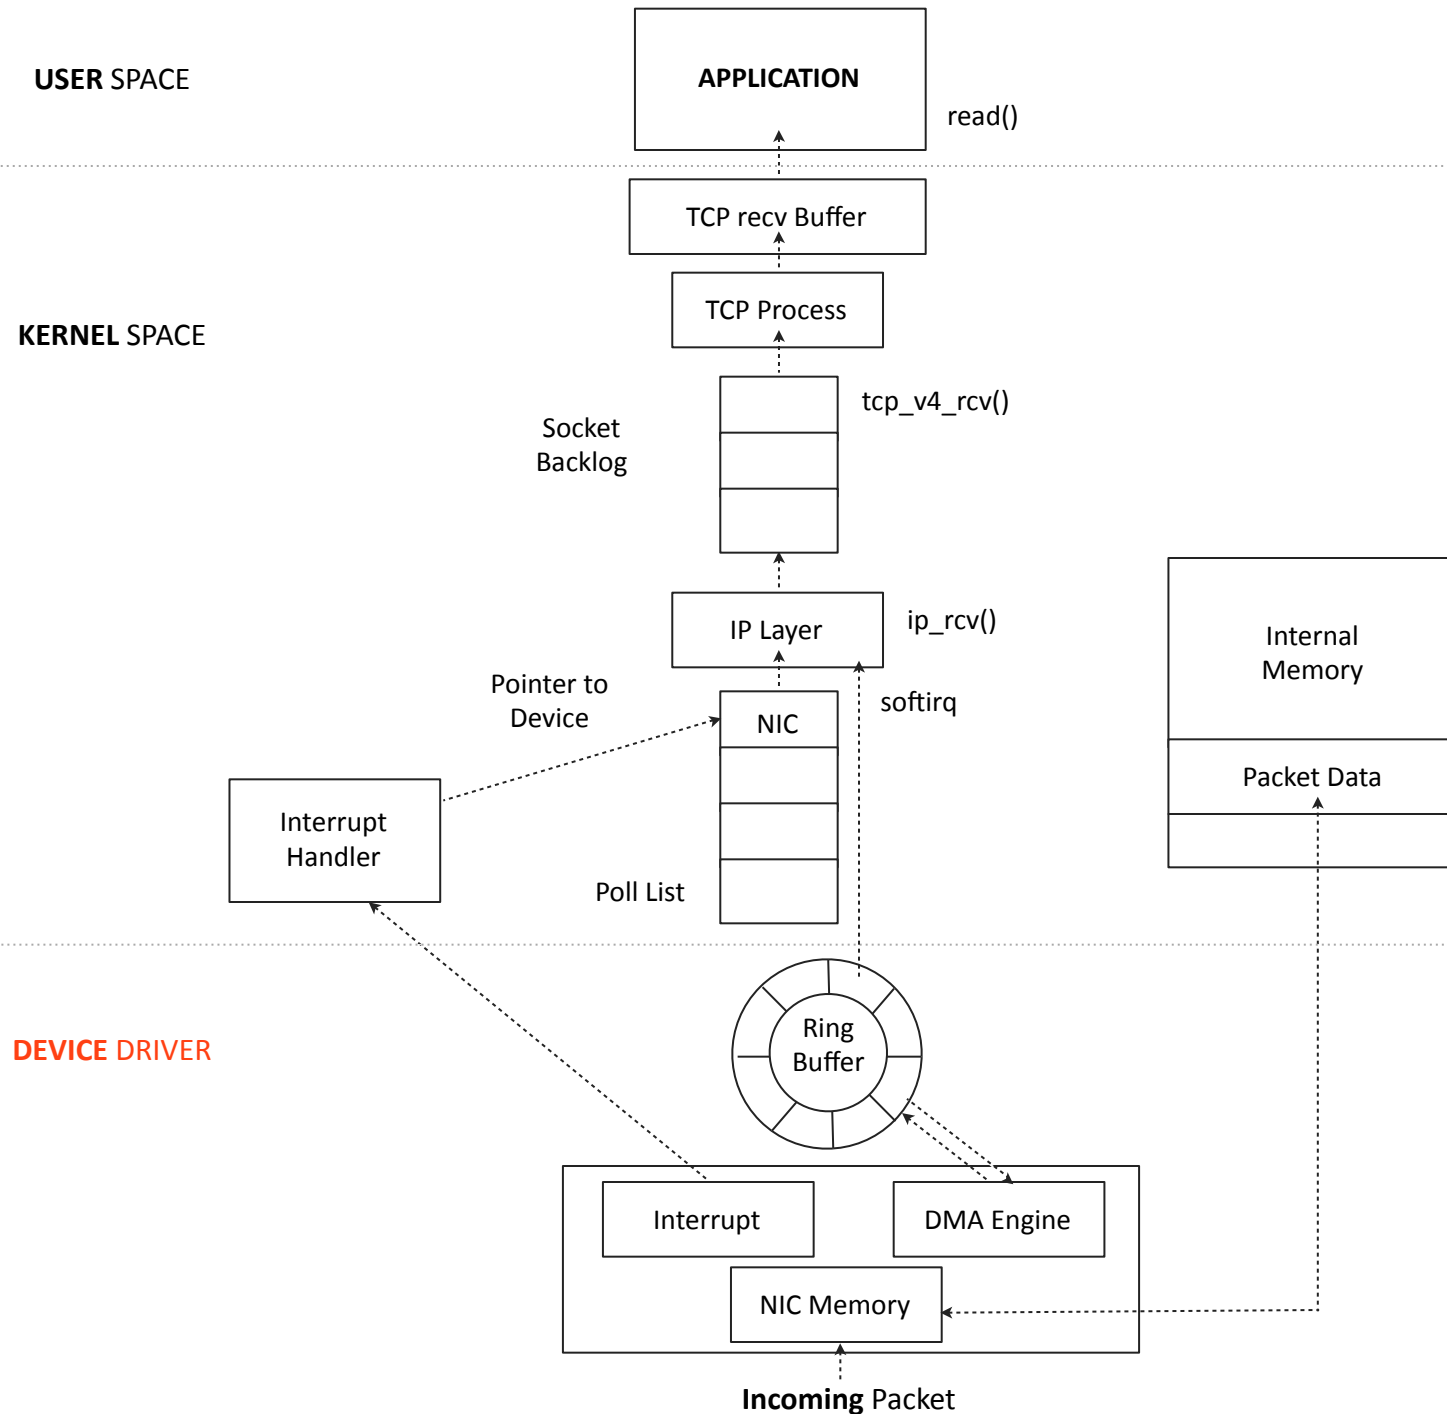 APPLICATION
USER SPACE
read()
TCP recv Buffer
TCP Process
KERNEL SPACE
tcp_v4_rcv()
Socket
Backlog
IP Layer
ip_rcv()
Internal
Memory
Pointer to
Device
softirq
NIC
Packet Data
Interrupt
Handler
Poll List
Ring
Buffer
DEVICE DRIVER
Interrupt
DMA Engine
NIC Memory
Incoming Packet